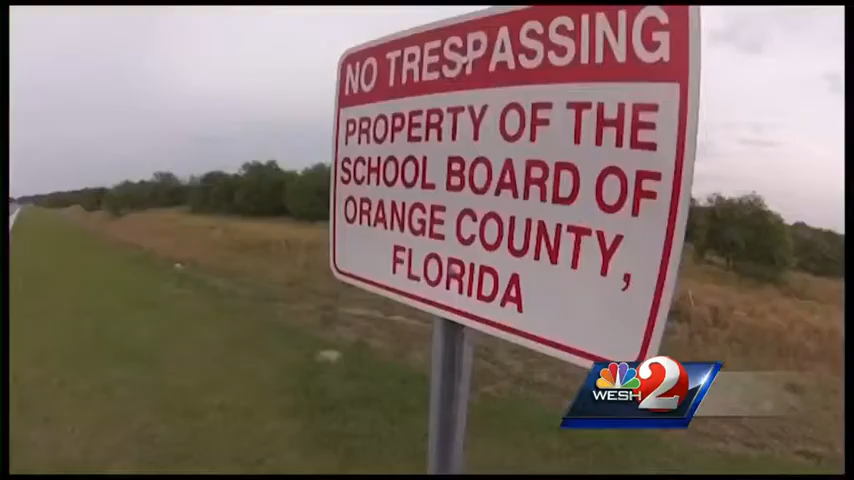 NO TRESPASSING
PROPERTY OF THE
SCHOOL BOARD OF
ORANGE COUNTY,
FLORIDA
WESH 2